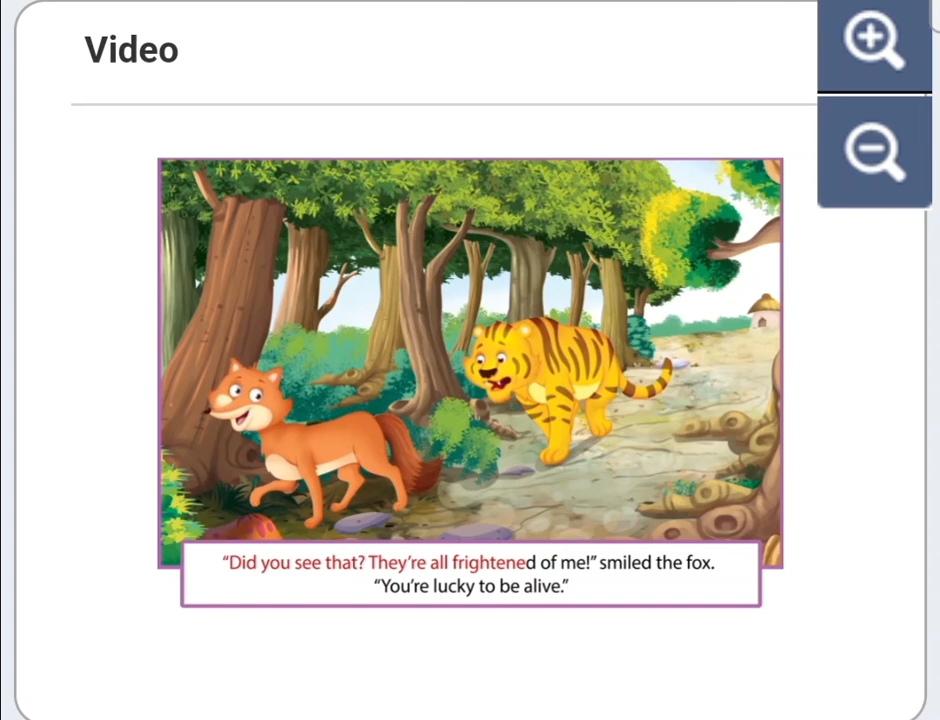 Video
“Did you see that? They’re all frightened of me!” smiled the fox.
“You’re lucky to be alive.”